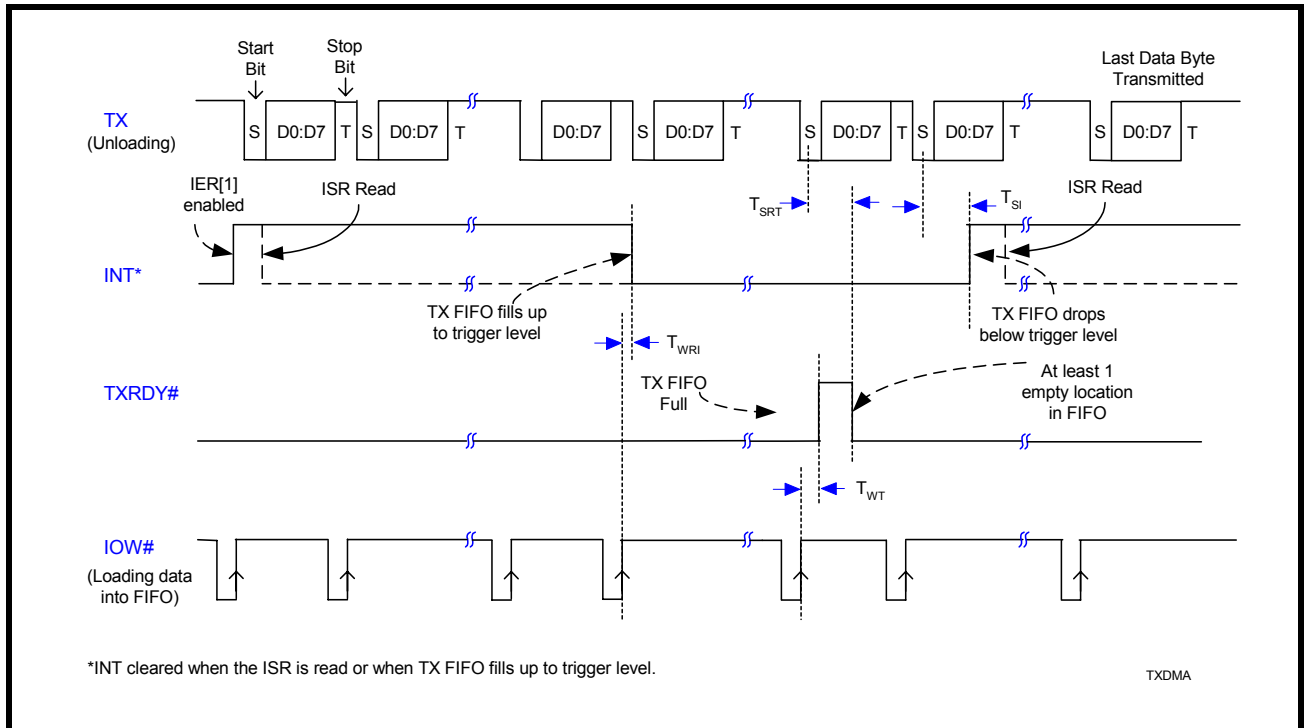 Start
Bit
Stop
Bit
Last Data Byte
Transmitted
TX
(Unloading)
S D0:D7 T S D0:D7 T D0:D7 S D0:D7 T S D0:D7 T S D0:D7 T S D0:D7 T
IER[1]
enabled
ISR Read
TSRT
TSI
ISR Read
INT*
TX FIFO fills up
to trigger level
TX FIFO drops
below trigger level
TWRI
TXRDY#
TX FIFO
Full
At least 1
empty location
in FIFO
TWT
IOW#
(Loading data
into FIFO)
*INT cleared when the ISR is read or when TX FIFO fills up to trigger level.
TXDMA